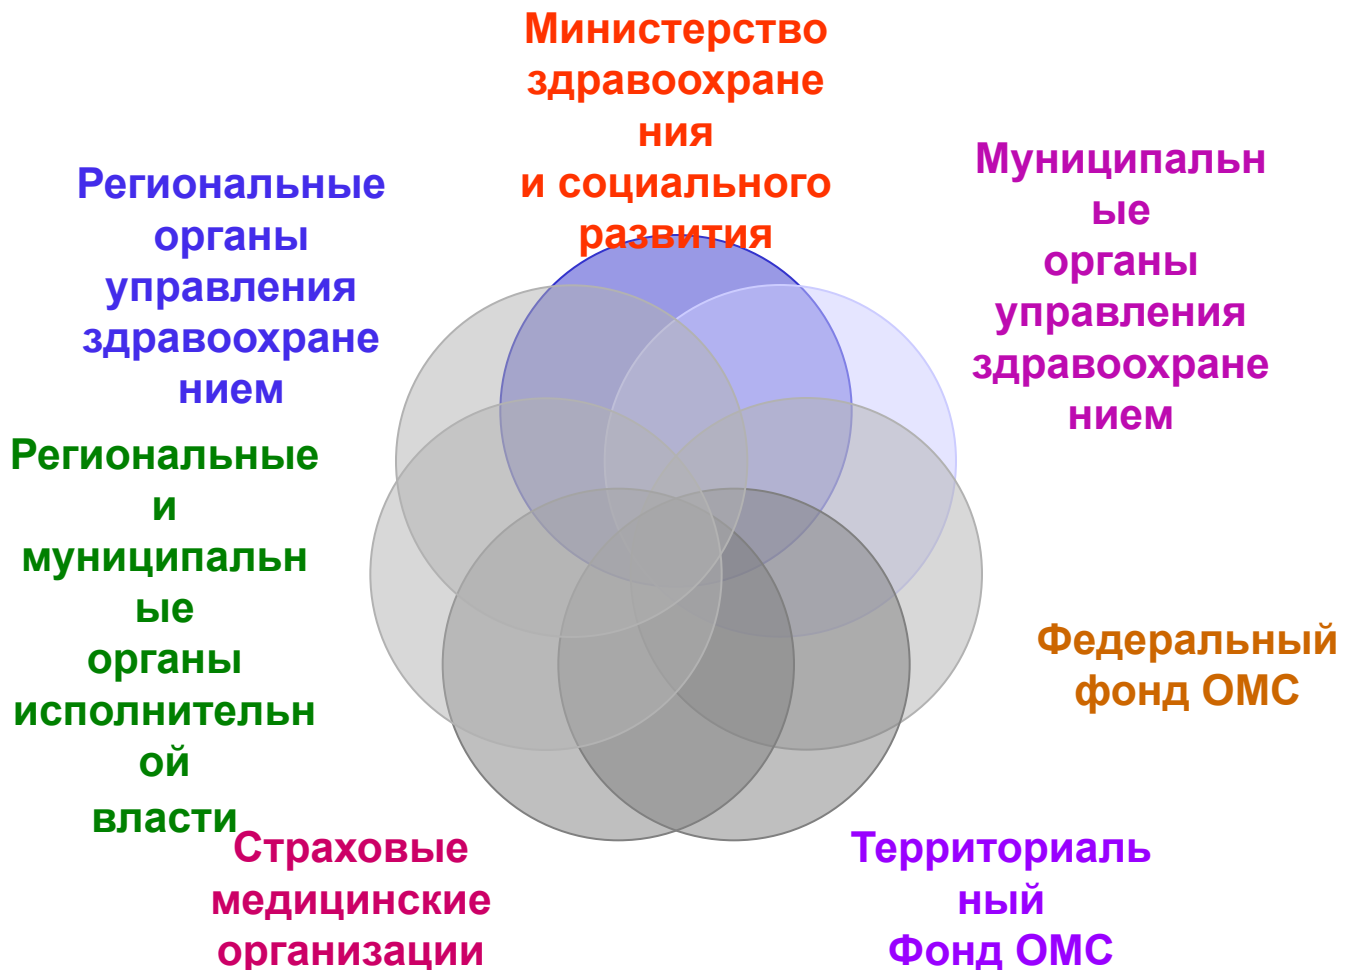 Министерство
здравоохране
ния
и социального
развития
Муниципальн
ые
органы
управления
здравоохране
нием
Региональные
органы
управления
здравоохране
нием
Региональные
и
муниципальн
ые
органы
исполнительн
ой
власти
Федеральный
фонд ОМС
Страховые
медицинские
организации
Территориаль
ный
Фонд ОМС